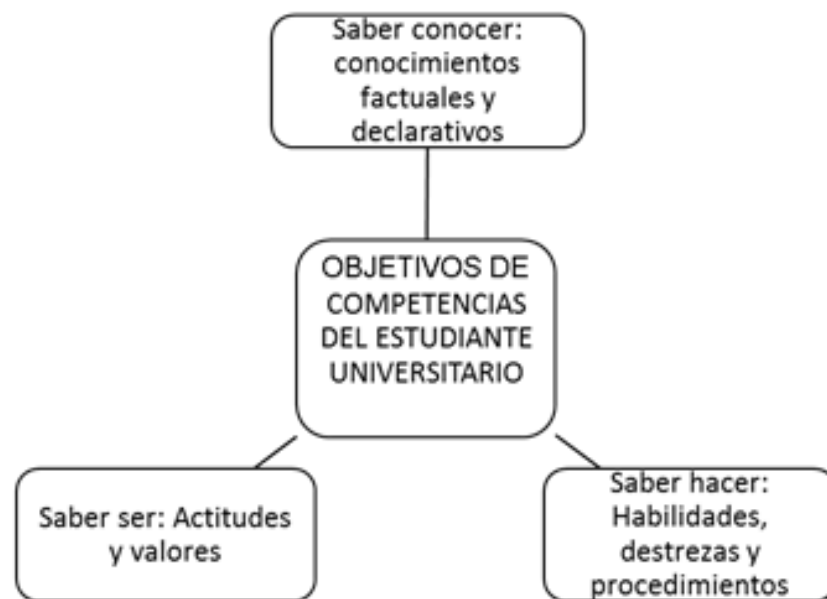 Saber conocer:
conocimientos
factuales y
declarativos
OBJETIVOS DE
COMPETENCIAS
DEL ESTUDIANTE
UNIVERSITARIO
Saber ser: Actitudes
y valores
Saber hacer:
Habilidades,
destrezas y
procedimientos